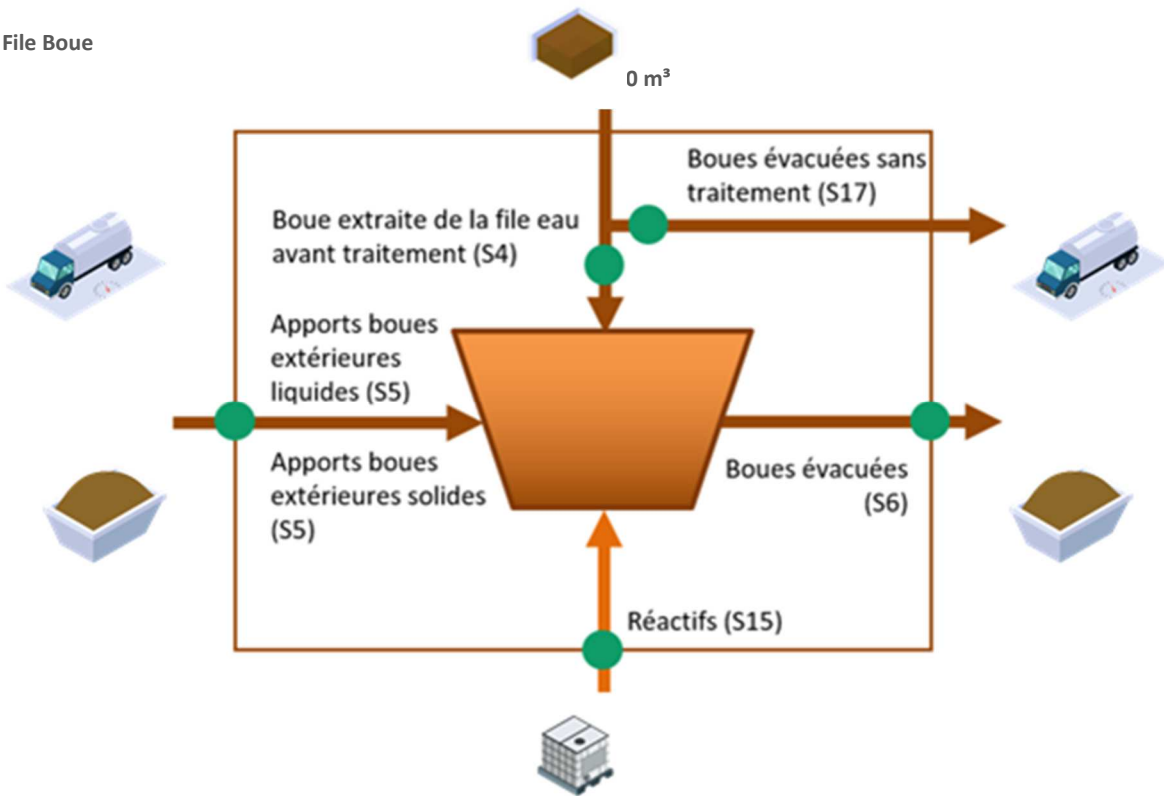 File Boue
0 m³
Boues évacuées sans
traitement (S17)
Boue extraite de la file eau
avant traitement (S4)
Apports boues
extérieures
liquides (S5)
Apports boues
extérieures solides
(S5)
Boues évacuées
(S6)
Réactifs (S15)